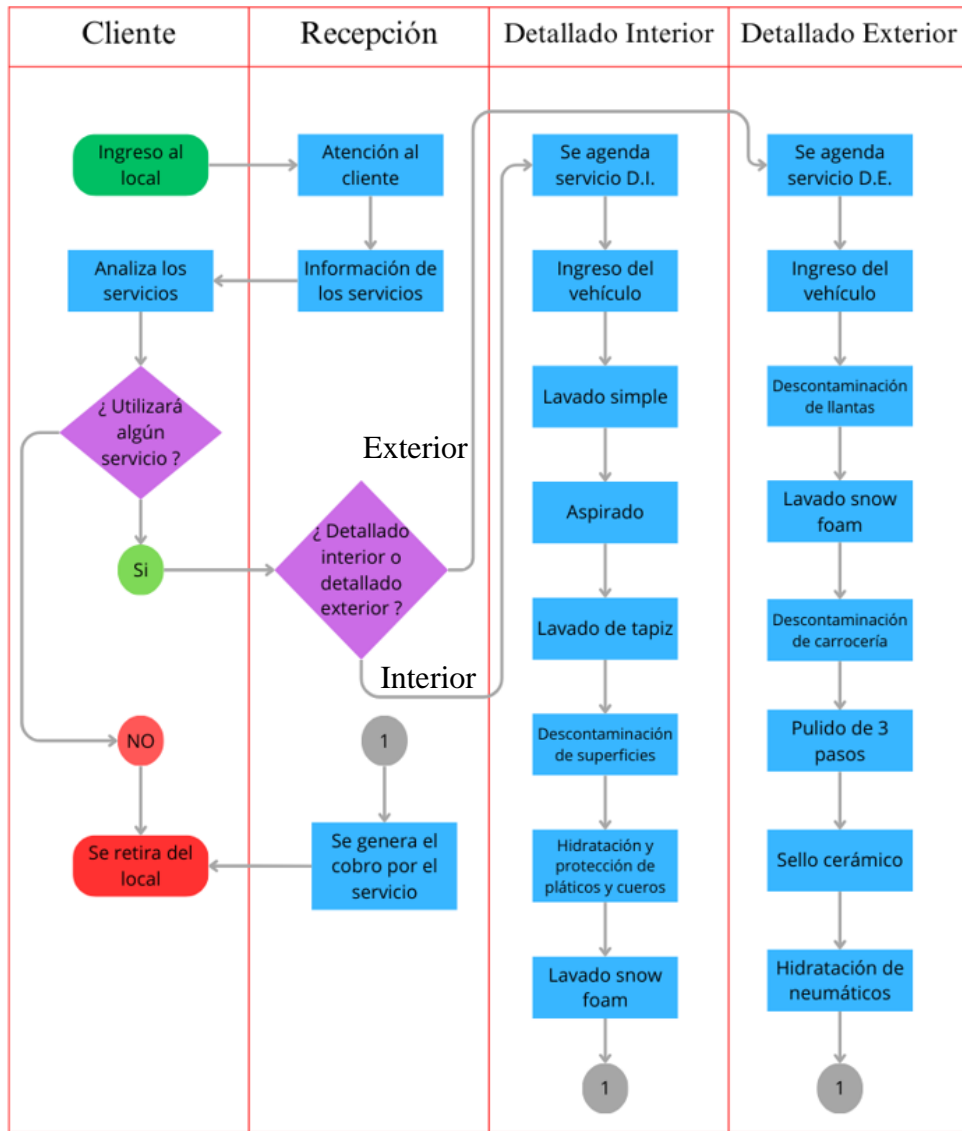 Cliente
Recepción
Detallado Interior
Detallado Exterior
Ingreso al
local
Analiza los
servicios
¿ Utilizará
algún
servicio ?
Si
NO
Se retira del
local
Atención al
cliente
Información de
los servicios
Exterior
¿ Detallado
interior o
detallado
exterior ?
Interior
1
Se genera el
cobro por el
servicio
Se agenda
servicio D.I.
Ingreso del
vehículo
Lavado simple
Aspirado
Lavado de tapiz
Descontaminación
de superficies
Hidratación y
protección de
pláticos y cueros
Lavado snow
foam
1
Se agenda
servicio D.E.
Ingreso del
vehículo
Descontaminación
de llantas
Lavado snow
foam
Descontaminación
de carrocería
Pulido de 3
pasos
Sello cerámico
Hidratación de
neumáticos
1